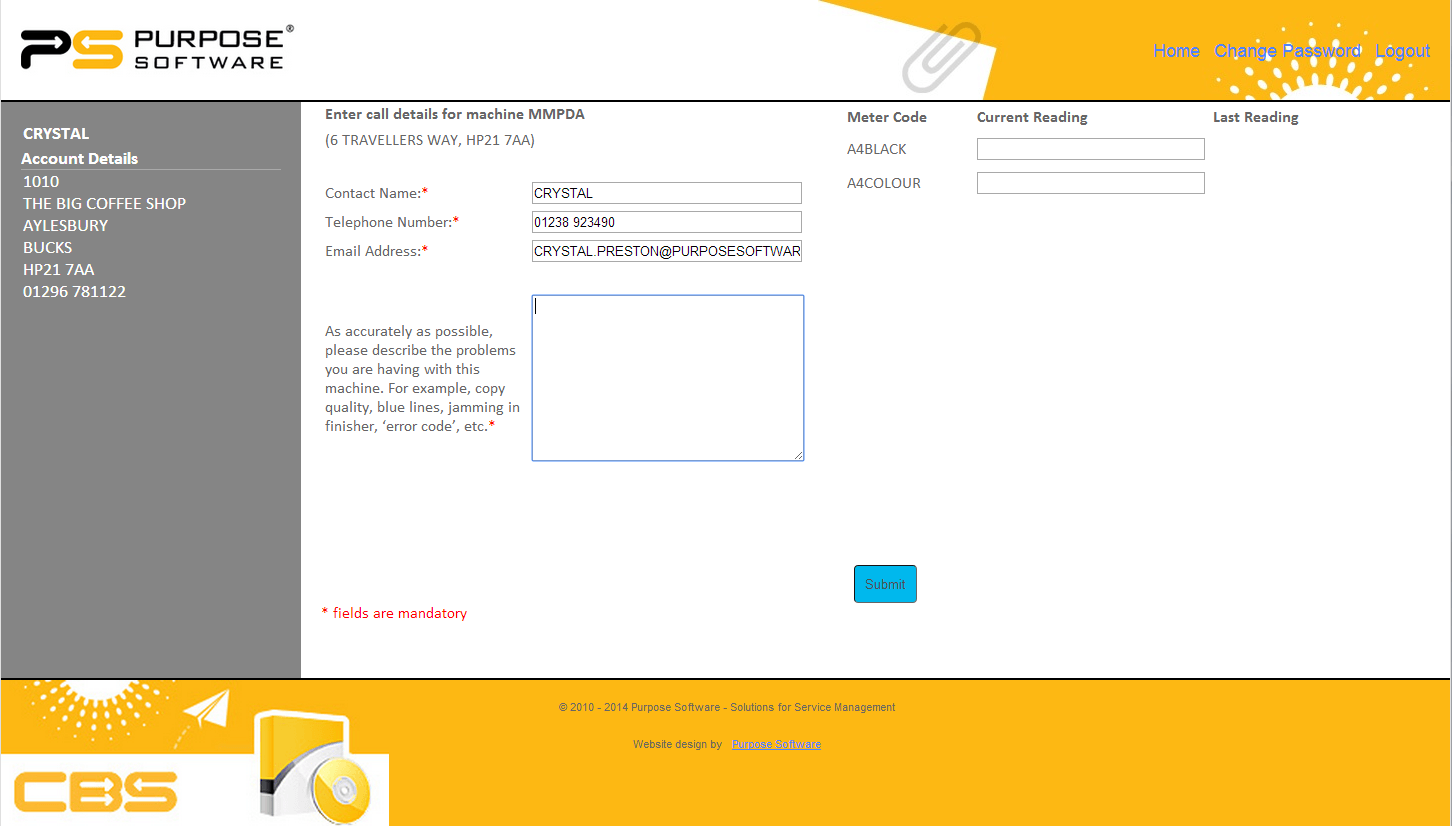 PS PURPOSE SOFTWARE®
Home Change Password Logout
CRYSTAL
Account Details
1010
THE BIG COFFEE SHOP
AYLESBURY
BUCKS
HP21 7AA
01296 781122
Enter call details for machine MMPDA
(6 TRAVELLERS WAY, HP21 7AA)
Contact Name:* CRYSTAL
Telephone Number:* 01238 923490
Email Address:* CRYSTAL.PRESTON@PURPOSESOFTWAR
As accurately as possible,
please describe the problems
you are having with this
machine. For example, copy
quality, blue lines, jamming in
finisher, ‘error code’, etc.*
Meter Code Current Reading Last Reading
A4BLACK
A4COLOUR
Submit
* fields are mandatory
© 2010 - 2014 Purpose Software - Solutions for Service Management
Website design by Purpose Software
CBS